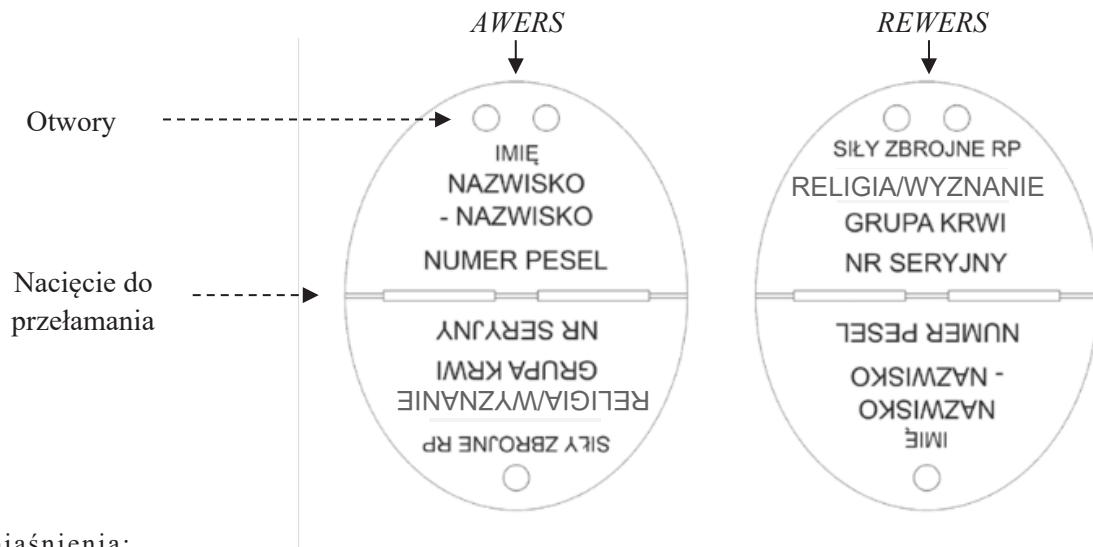 AWERS
REWERS
Otwory
IMIĘ
NAZWISKO
- NAZWISKO
NUMER PESEL
SIŁY ZBROJNE RP
RELIGIA/WYZNANIE
GRUPA KRWI
NR SERYJNY
Nacięcie do
przełamania
NR SERYJNY
GRUPA KRWI
RELIGIA/WYZNANIE
SIŁY ZBROJNE RP
NUMER PESEL
- NAZWISKO
NAZWISKO
IMIĘ